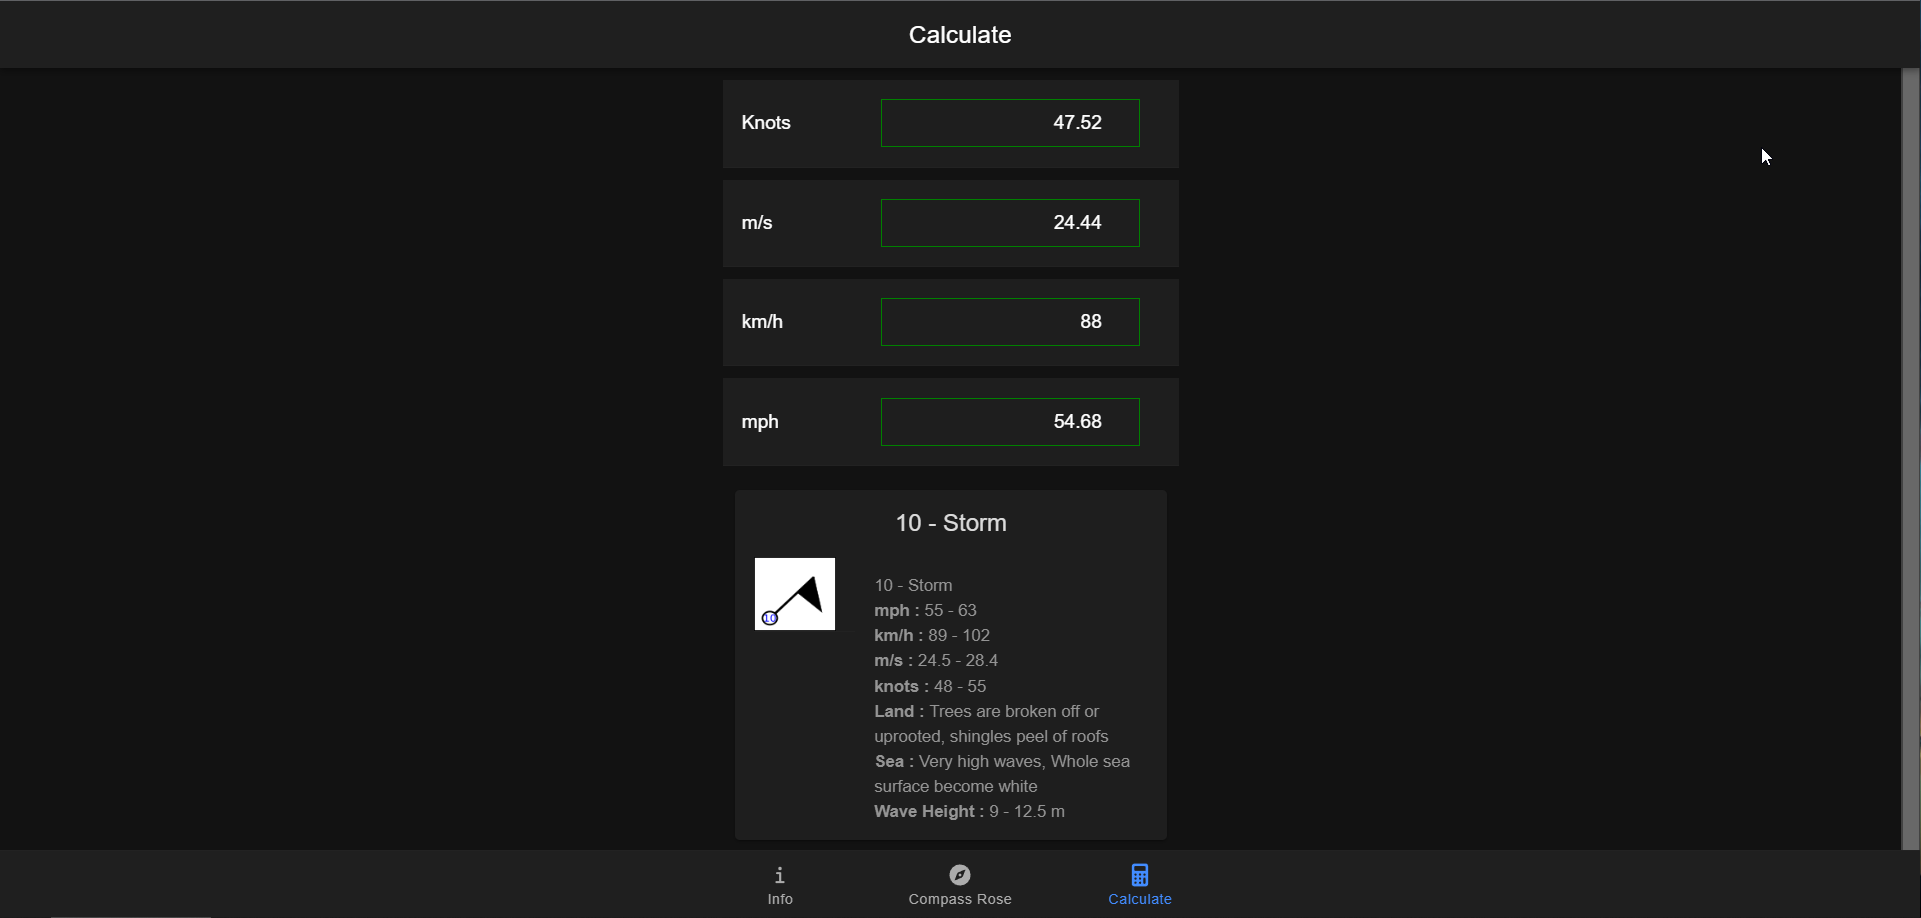 Calculate
Knots 47.52
m/s 24.44
km/h 88
mph 54.68
10 - Storm
10
10 - Storm
mph : 55 - 63
km/h : 89 - 102
m/s : 24.5 - 28.4
knots : 48 - 55
Land : Trees are broken off or
uprooted, shingles peel of roofs
Sea : Very high waves, Whole sea
surface become white
Wave Height : 9 - 12.5 m
Info
Compass Rose
Calculate